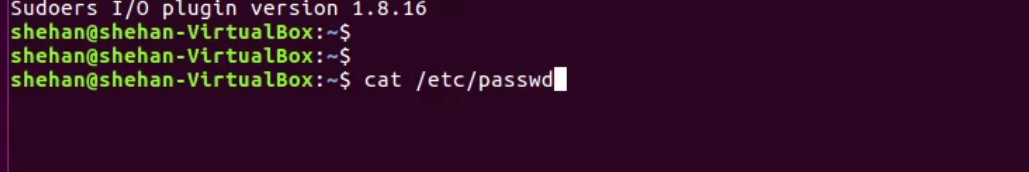 Sudoers I/O plugin version 1.8.16
shehan@shehan-VirtualBox:~$
shehan@shehan-VirtualBox:~$
shehan@shehan-VirtualBox:~$ cat /etc/passwd